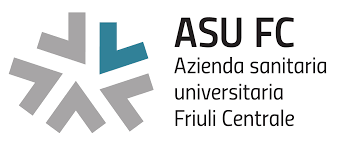 ASU FC
Azienda sanitaria
universitaria
Friuli Centrale